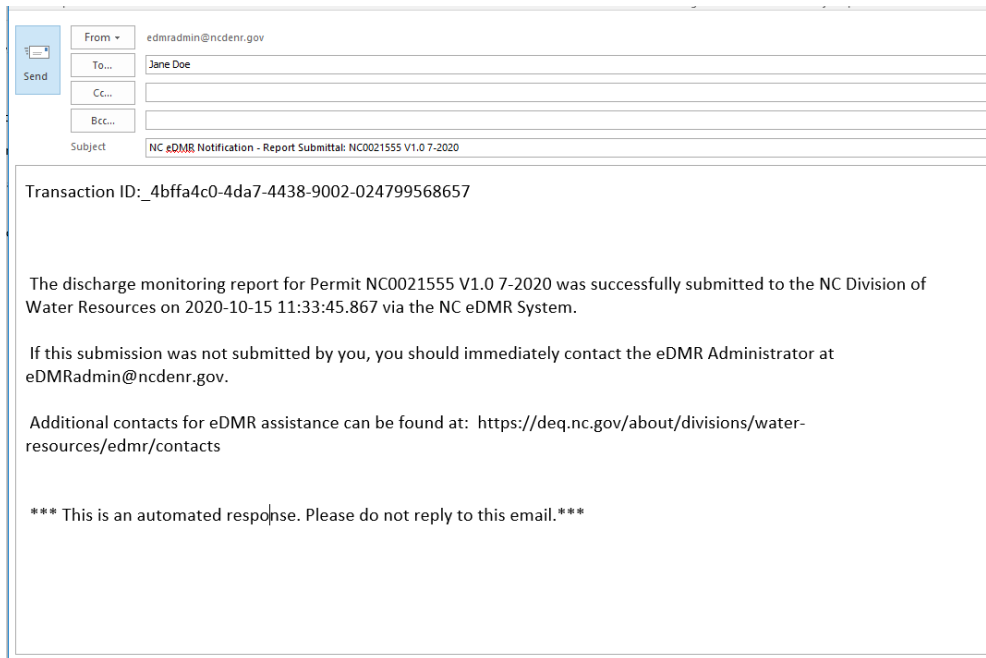 From
edmradmin@ncdenr.gov
To...
Jane Doe
Send
Cc...
Bcc...
Subject
NC eDMR Notification - Report Submittal: NC0021555 V1.0 7-2020
Transaction ID:_4bffa4c0-4da7-4438-9002-024799568657
The discharge monitoring report for Permit NC0021555 V1.0 7-2020 was successfully submitted to the NC Division of
Water Resources on 2020-10-15 11:33:45.867 via the NC eDMR System.
If this submission was not submitted by you, you should immediately contact the eDMR Administrator at
eDMRadmin@ncdenr.gov.
Additional contacts for eDMR assistance can be found at:  https://deq.nc.gov/about/divisions/water-
resources/edmr/contacts
*** This is an automated response. Please do not reply to this email.***